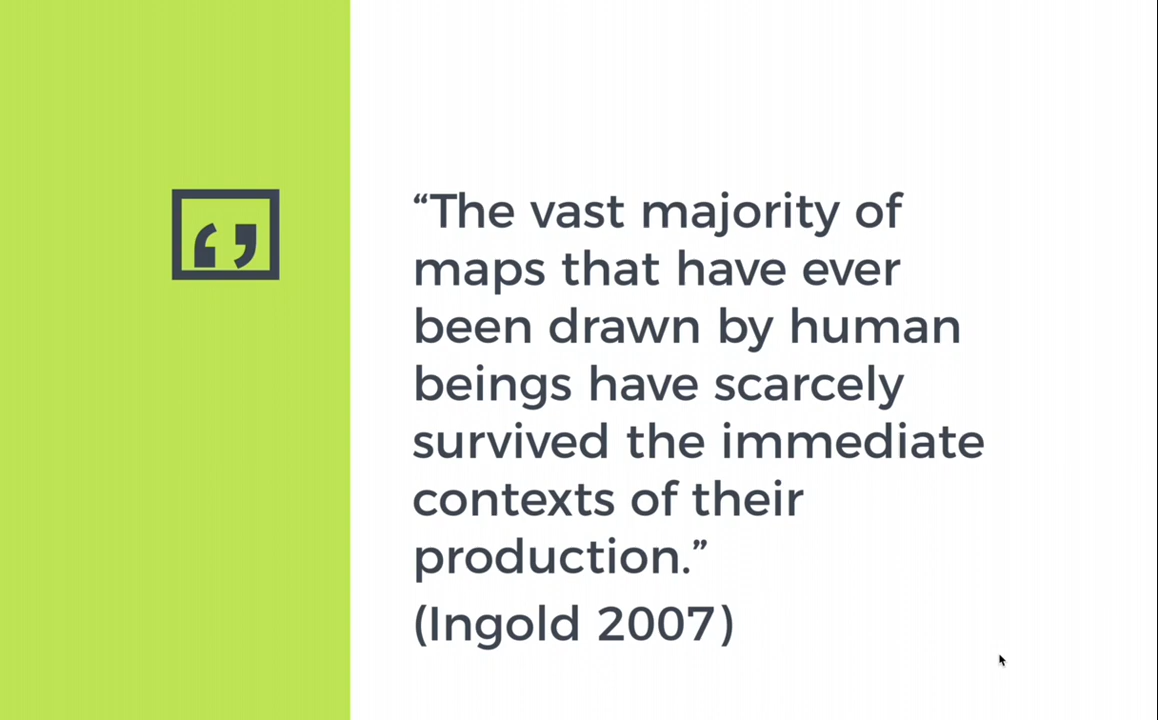 “The vast majority of
maps that have ever
been drawn by human
beings have scarcely
survived the immediate
contexts of their
production.”
(Ingold 2007)